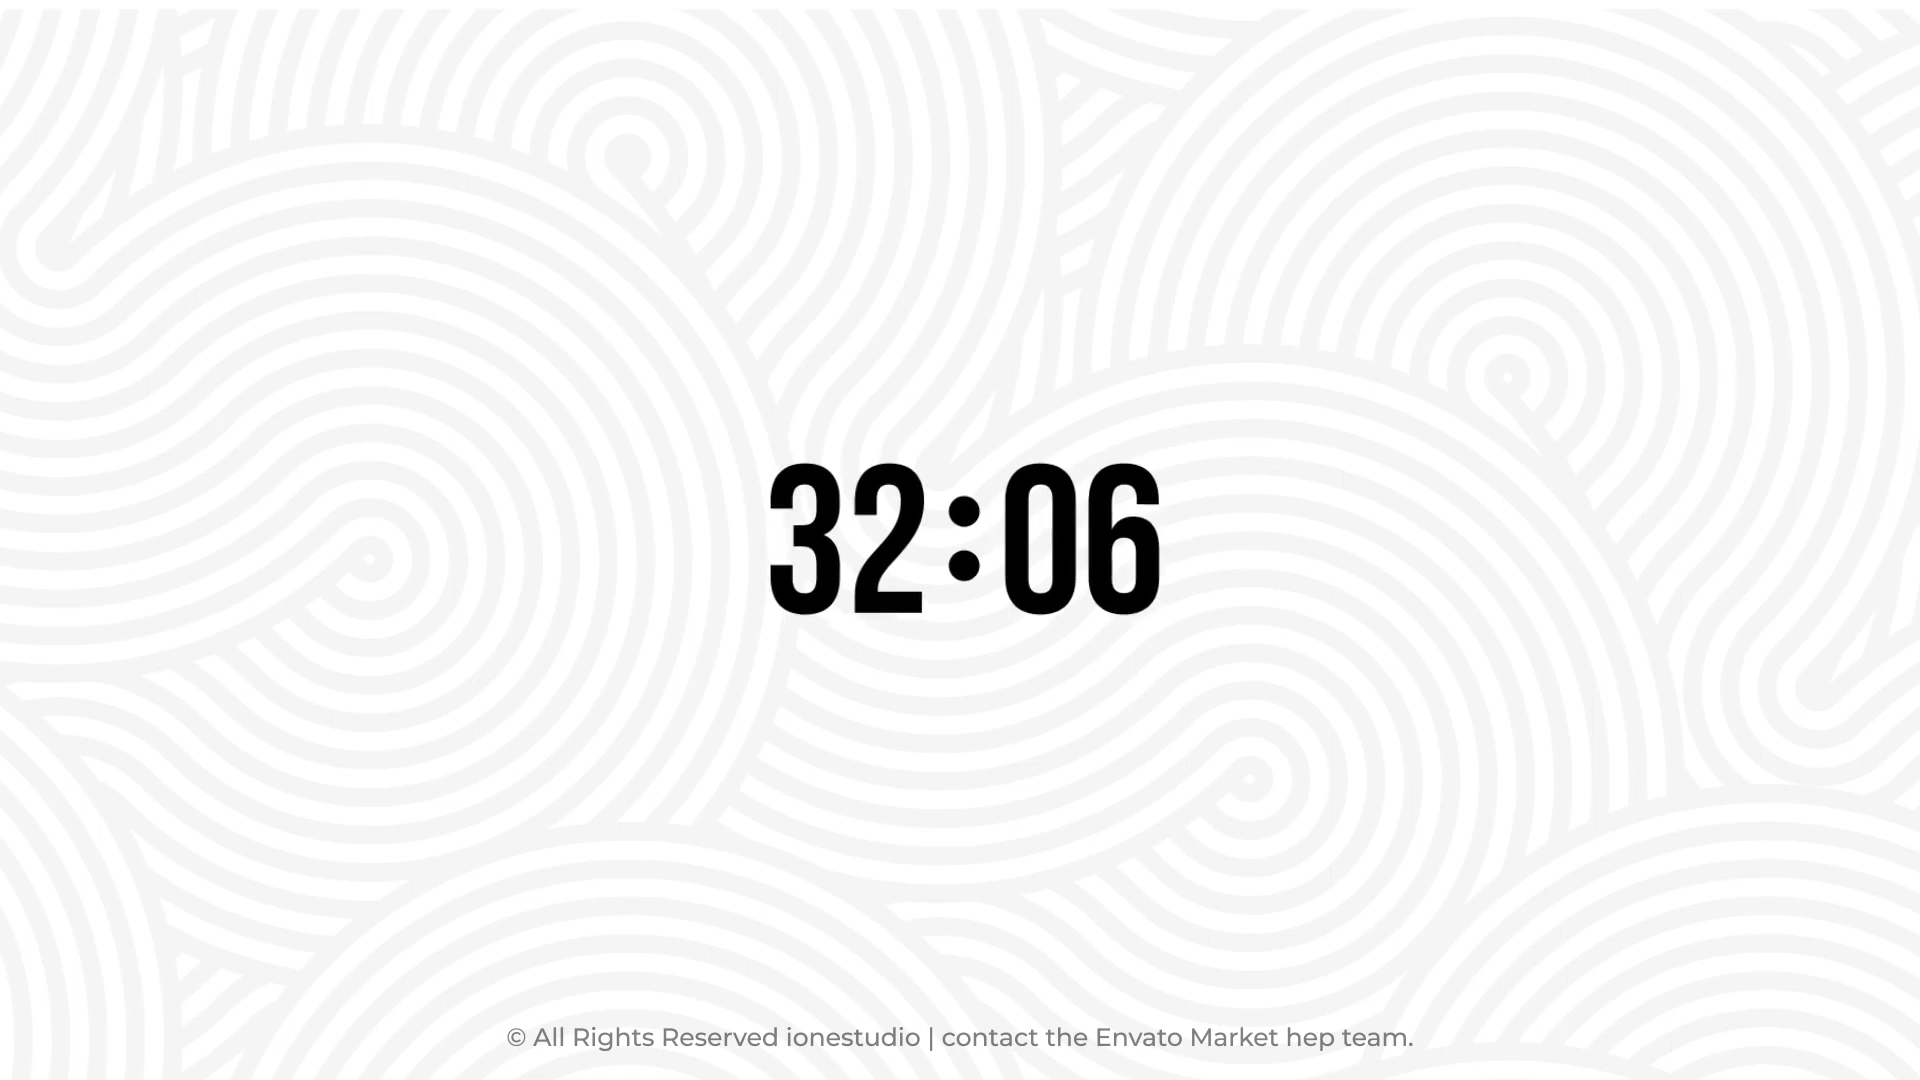 32:06
© All Rights Reserved ionestudio | contact the Envato Market hep team.